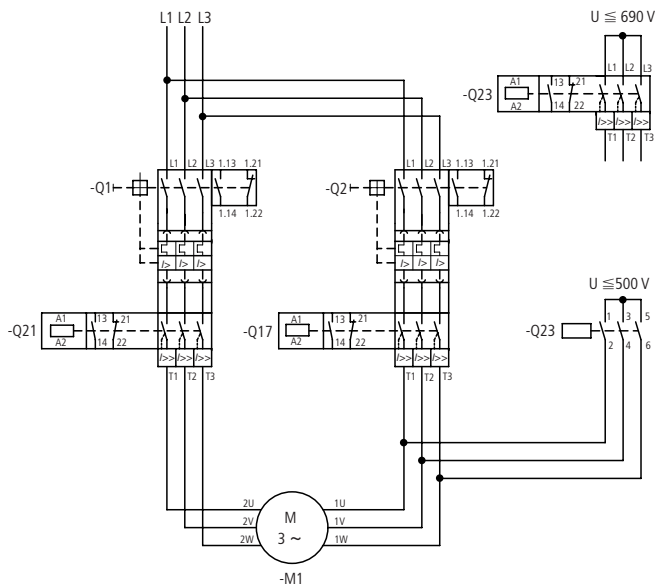 L1 L2 L3
U ≦ 690 V
L1 L2 L3
-Q23
A1
A2
13 21
14 22
I>> I>> I>>
T1 T2 T3
-Q1
L1 L2 L3 1.13 1.21
1.14 1.22
I> I> I>
-Q2
L1 L2 L3 1.13 1.21
1.14 1.22
I> I> I>
-Q21
A1
A2
13 21
14 22
I>> I>> I>>
T1 T2 T3
-Q17
A1
A2
13 21
14 22
I>> I>> I>>
T1 T2 T3
U ≦ 500 V
-Q23
1 3 5
2 4 6
2U
2V
2W
M
3 ~
1U
1V
1W
-M1